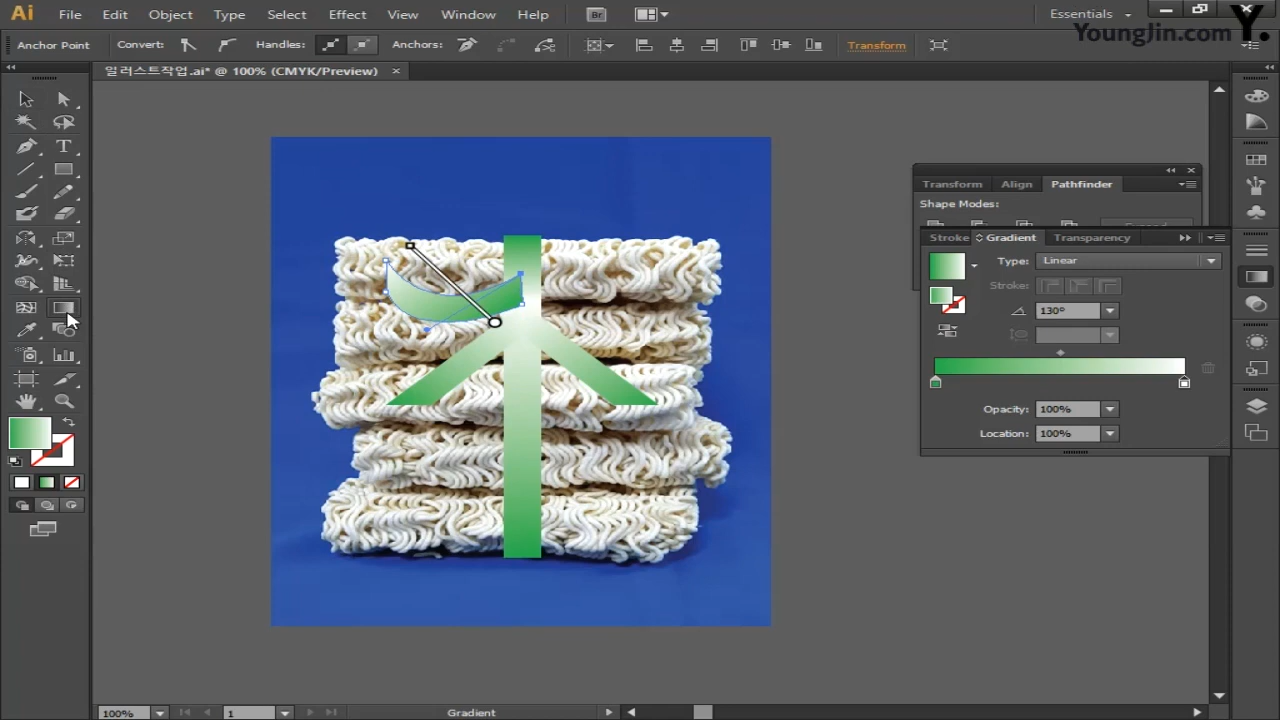 Ai File Edit Object Type Select Effect View Window Help Br Essentials
YoungJin.com Y.
Anchor Point Convert: Handles: Anchors: Transform
일러스트작업.ai* @ 100% (CMYK/Preview) ×
Transform Align Pathfinder
Shape Modes:
Stroke Gradient Transparency
Type: Linear
Stroke:
130°
Opacity: 100%
Location: 100%
100% 1 Gradient